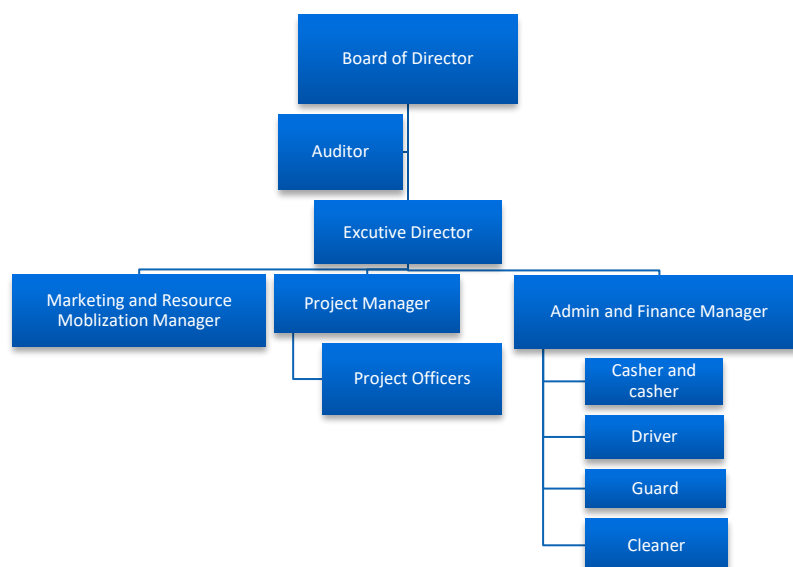 Board of Director
Auditor
Excutive Director
Marketing and Resource
Moblization Manager
Project Manager
Admin and Finance Manager
Project Officers
Casher and
casher
Driver
Guard
Cleaner